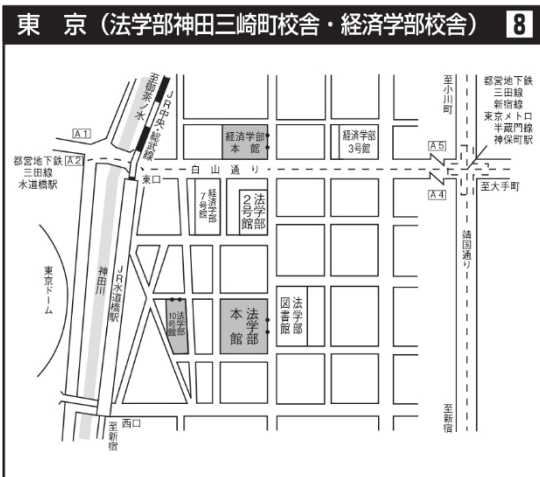 東 京（法学部神田三崎町校舎・経済学部校舎） 8
至御茶ノ水
JR中央・総武線
A1
都営地下鉄 A2
三田線
水道橋駅
東口
白山通り
経済学部
本館
経済学部
3号館
至小川町
都営地下鉄
三田線
新宿線
東京メトロ
半蔵門線
神保町駅
A5
A4
至大手町
靖国通り
至新宿
経済学部
7号館
法学部
2号館
東京ドーム
神田川
JR水道橋駅
法学部
10号館
法学部
本館
法学部
図書館
西口
至新宿